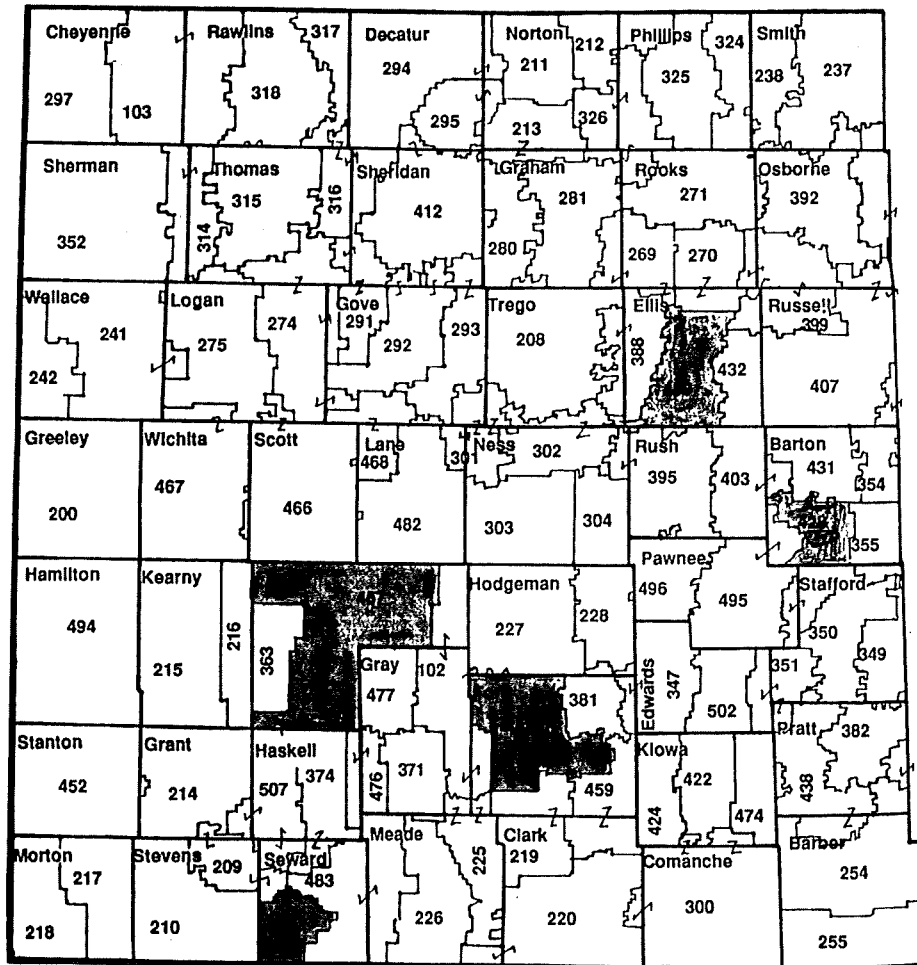 Cheyenne Rawlins 317 Decatur Norton 212 Phillips 324 Smith
294 211 325 238 237
297 103 318 295 213 326
Sherman Thomas 316 Sheridan Graham 281 Rooks Osborne
315 412 271 392
352 314 280 269 270
Wallace 241 Logan 274 Gove 293 Trego Ellis Russell
291 399
242 275 292 208 388 432 407
Greeley Wichita Scott Lane 301 Ness 302 Rush Barton
467 468 395 403 431 354
200 466 482 303 304 355
Hamilton Kearny Hodgeman Pawnee Stafford
494 216 496 495 350
215 363 227 228 351 349
Gray 102 Edwards 347
477 381 502
Stanton Grant Haskell Kiowa Pratt 382
452 214 507 374 476 371 459 422 438
424 474
Morton 217 Stevens 209 Seward Meade 225 Clark Comanche Barber
483 219 254
218 210 226 220 300 255